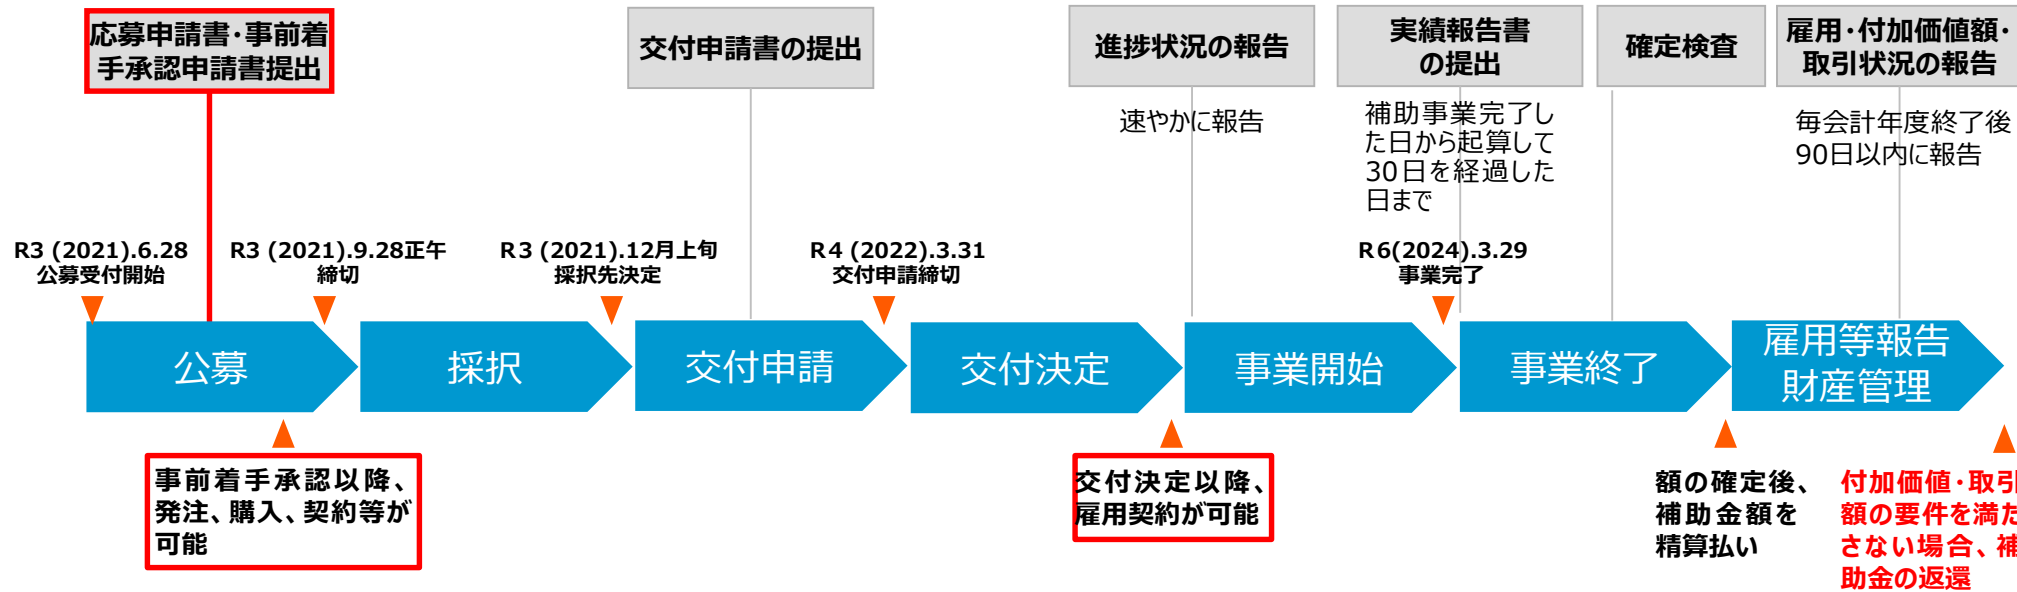 応募申請書・事前着
手承認申請書提出
交付申請書の提出
進捗状況の報告
実績報告書
の提出
確定検査
雇用・付加価値額・
取引状況の報告
速やかに報告
補助事業完了し
た日から起算して
30日を経過した
日まで
毎会計年度終了後
90日以内に報告
R3 (2021).6.28
公募受付開始
R3 (2021).9.28正午
締切
R3 (2021).12月上旬
採択先決定
R4 (2022).3.31
交付申請締切
R6(2024).3.29
事業完了
公募
採択
交付申請
交付決定
事業開始
事業終了
雇用等報告
財産管理
事前着手承認以降、
発注、購入、契約等が
可能
交付決定以降、
雇用契約が可能
額の確定後、
補助金額を
精算払い
付加価値・取引
額の要件を満た
さない場合、補
助金の返還